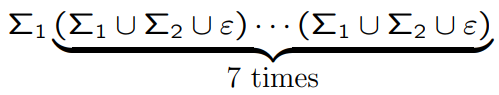 Σ₁(Σ₁ ∪ Σ₂ ∪ ε) ⋯ (Σ₁ ∪ Σ₂ ∪ ε)
7 times